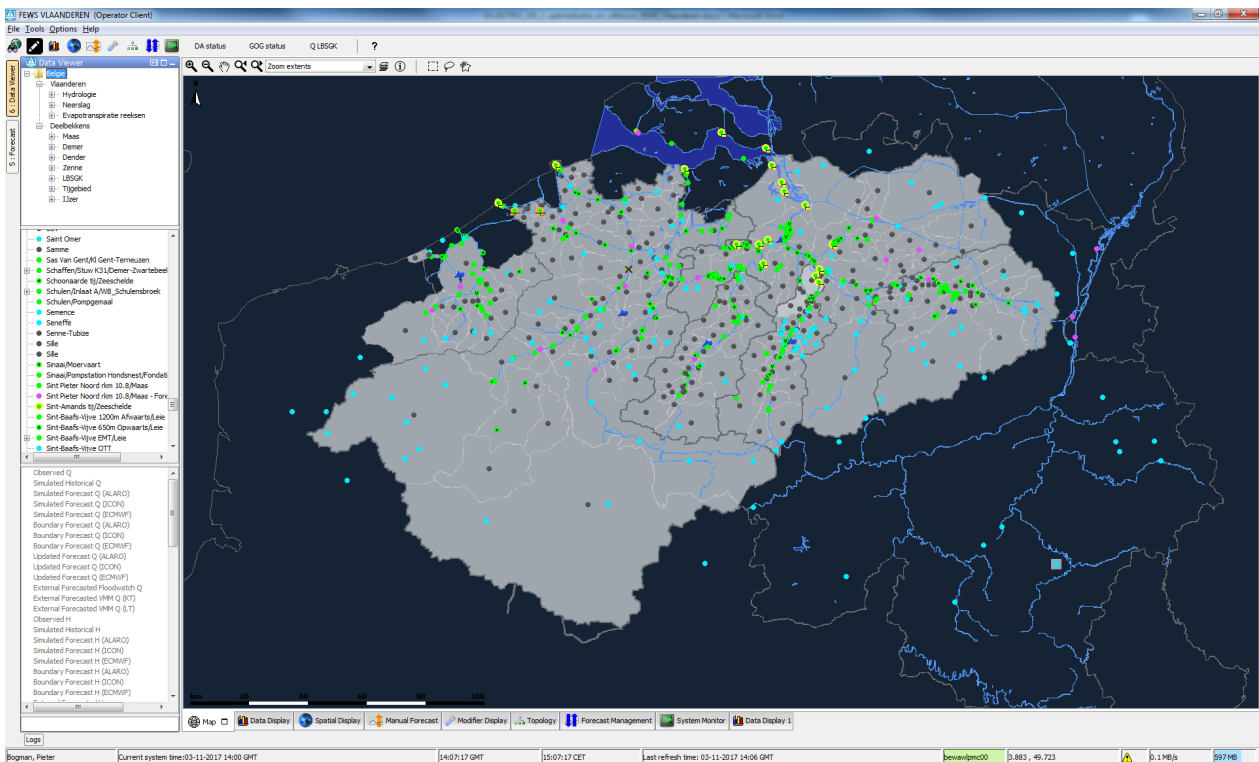 FEWS VLAANDEREN (Operator Client)
File Tools Options Help
DA status GOG status Q LBSGK ?
6 : Data Viewer
5 : Forecast
Data Viewer
Zoom extents
Belgie
Vlaanderen
Hydrologie
Neerslag
Evapotranspiratie reeksen
Deelbekkens
Maas
Demer
Dender
Zenne
LBSGK
Tijgebied
IJzer
Saint Omer
Samme
Sas Van Gent/Kl Gent-Terneuzen
Schaffen/Stuw K31/Demer-Zwartebeel
Schoonaarde tij/Zeeschelde
Schulen/Inlaat A/WB_Schulensbroek
Schulen/Pompgemaal
Semence
Seneffe
Senne-Tubize
Sille
Sille
Sinaai/Moervaart
Sinaai/Pompstation Hondsnest/Fondati
Sint Pieter Noord rkm 10.8/Maas
Sint Pieter Noord rkm 10.8/Maas - Fore
Sint-Amands tij/Zeeschelde
Sint-Baafs-Vijve 1200m Afwaarts/Leie
Sint-Baafs-Vijve 650m Opwaarts/Leie
Sint-Baafs-Vijve EMT/Leie
Sint-Baafs-Vijve OTT
Observed Q
Simulated Historical Q
Simulated Forecast Q (ALARO)
Simulated Forecast Q (ICON)
Simulated Forecast Q (ECMWF)
Boundary Forecast Q (ALARO)
Boundary Forecast Q (ICON)
Boundary Forecast Q (ECMWF)
Updated Forecast Q (ALARO)
Updated Forecast Q (ICON)
Updated Forecast Q (ECMWF)
External Forecasted Floodwatch Q
External Forecasted VMM Q (KT)
External Forecasted VMM Q (LT)
Observed H
Simulated Historical H
Simulated Forecast H (ALARO)
Simulated Forecast H (ICON)
Simulated Forecast H (ECMWF)
Boundary Forecast H (ALARO)
Boundary Forecast H (ICON)
Boundary Forecast H (ECMWF)
km 20 40 60 80 100
Map Data Display Spatial Display Manual Forecast Modifier Display Topology Forecast Management System Monitor Data Display 1
Logs
Bogman, Pieter Current system time:03-11-2017 14:00 GMT 14:07:17 GMT 15:07:17 CET Last refresh time: 03-11-2017 14:06 GMT bewawlpmc00 3.883 , 49.723 0.1 MB/s 597 MB